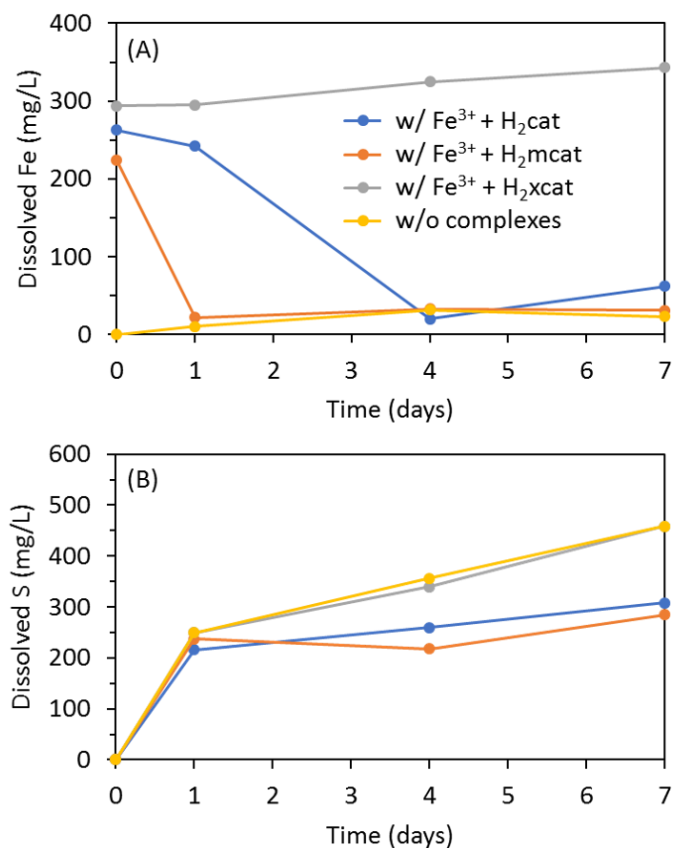 (A)
400
300
200
100
0
Dissolved Fe (mg/L)
w/ Fe³⁺ + H₂cat
w/ Fe³⁺ + H₂mcat
w/ Fe³⁺ + H₂xcat
w/o complexes
0 1 2 3 4 5 6 7
Time (days)
(B)
600
500
400
300
200
100
0
Dissolved S (mg/L)
0 1 2 3 4 5 6 7
Time (days)